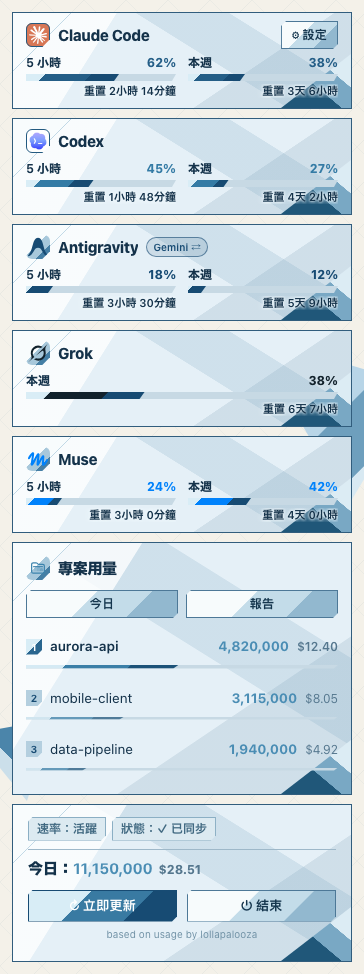 Claude Code
⚙ 設定
5 小時 62% 本週 38%
重置 2小時 14分鐘 重置 3天 6小時
Codex
5 小時 45% 本週 27%
重置 1小時 48分鐘 重置 4天 2小時
Antigravity Gemini ⇄
5 小時 18% 本週 12%
重置 3小時 30分鐘 重置 5天 9小時
Grok
本週 38%
重置 6天 7小時
Muse
5 小時 24% 本週 42%
重置 3小時 0分鐘 重置 4天 0小時
專案用量
今日 報告
aurora-api 4,820,000 $12.40
2 mobile-client 3,115,000 $8.05
3 data-pipeline 1,940,000 $4.92
速率：活躍 狀態：✓ 已同步
今日：11,150,000 $28.51
立即更新 ⏻ 結束
based on usage by lollapalooza